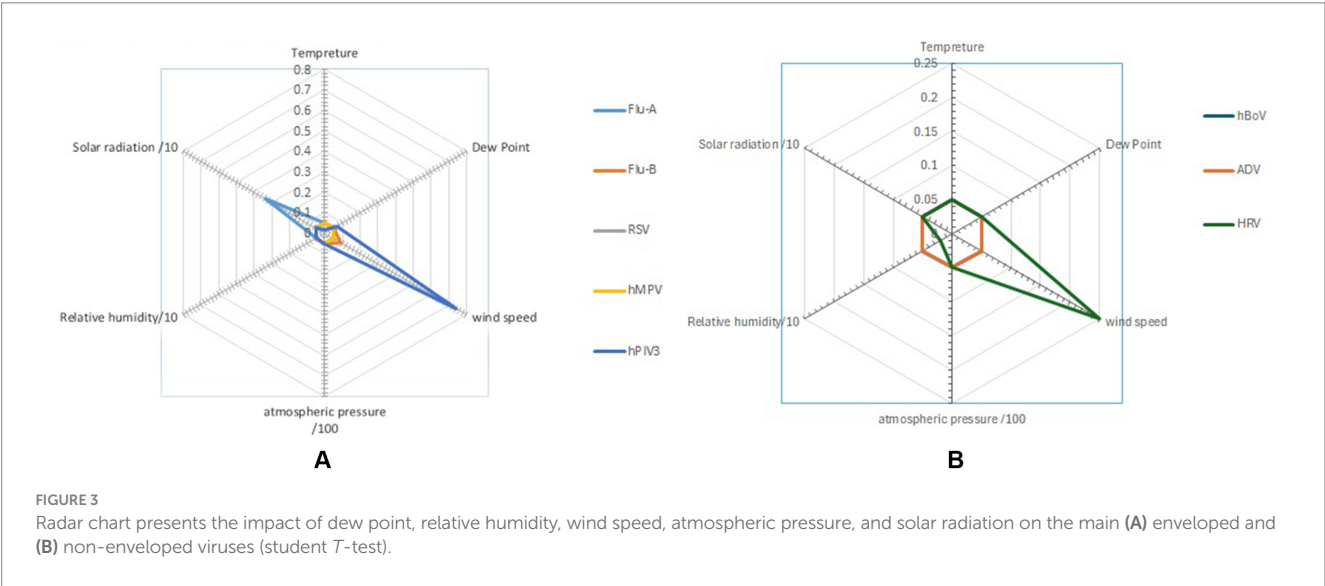 Tempreture
0.8
0.7
0.6
0.5
0.4
0.3
0.2
0.1
0
Solar radiation /10
Dew Point
Relative humidity/10
wind speed
atmospheric pressure
/100
Flu-A
Flu-B
RSV
hMPV
hPIV3
A
Tempreture
0.25
0.2
0.15
0.1
0.05
0
Solar radiation/10
Dew Point
Relative humidity/10
wind speed
atmospheric pressure /100
hBoV
ADV
HRV
B
FIGURE 3
Radar chart presents the impact of dew point, relative humidity, wind speed, atmospheric pressure, and solar radiation on the main (A) enveloped and
(B) non-enveloped viruses (student T-test).